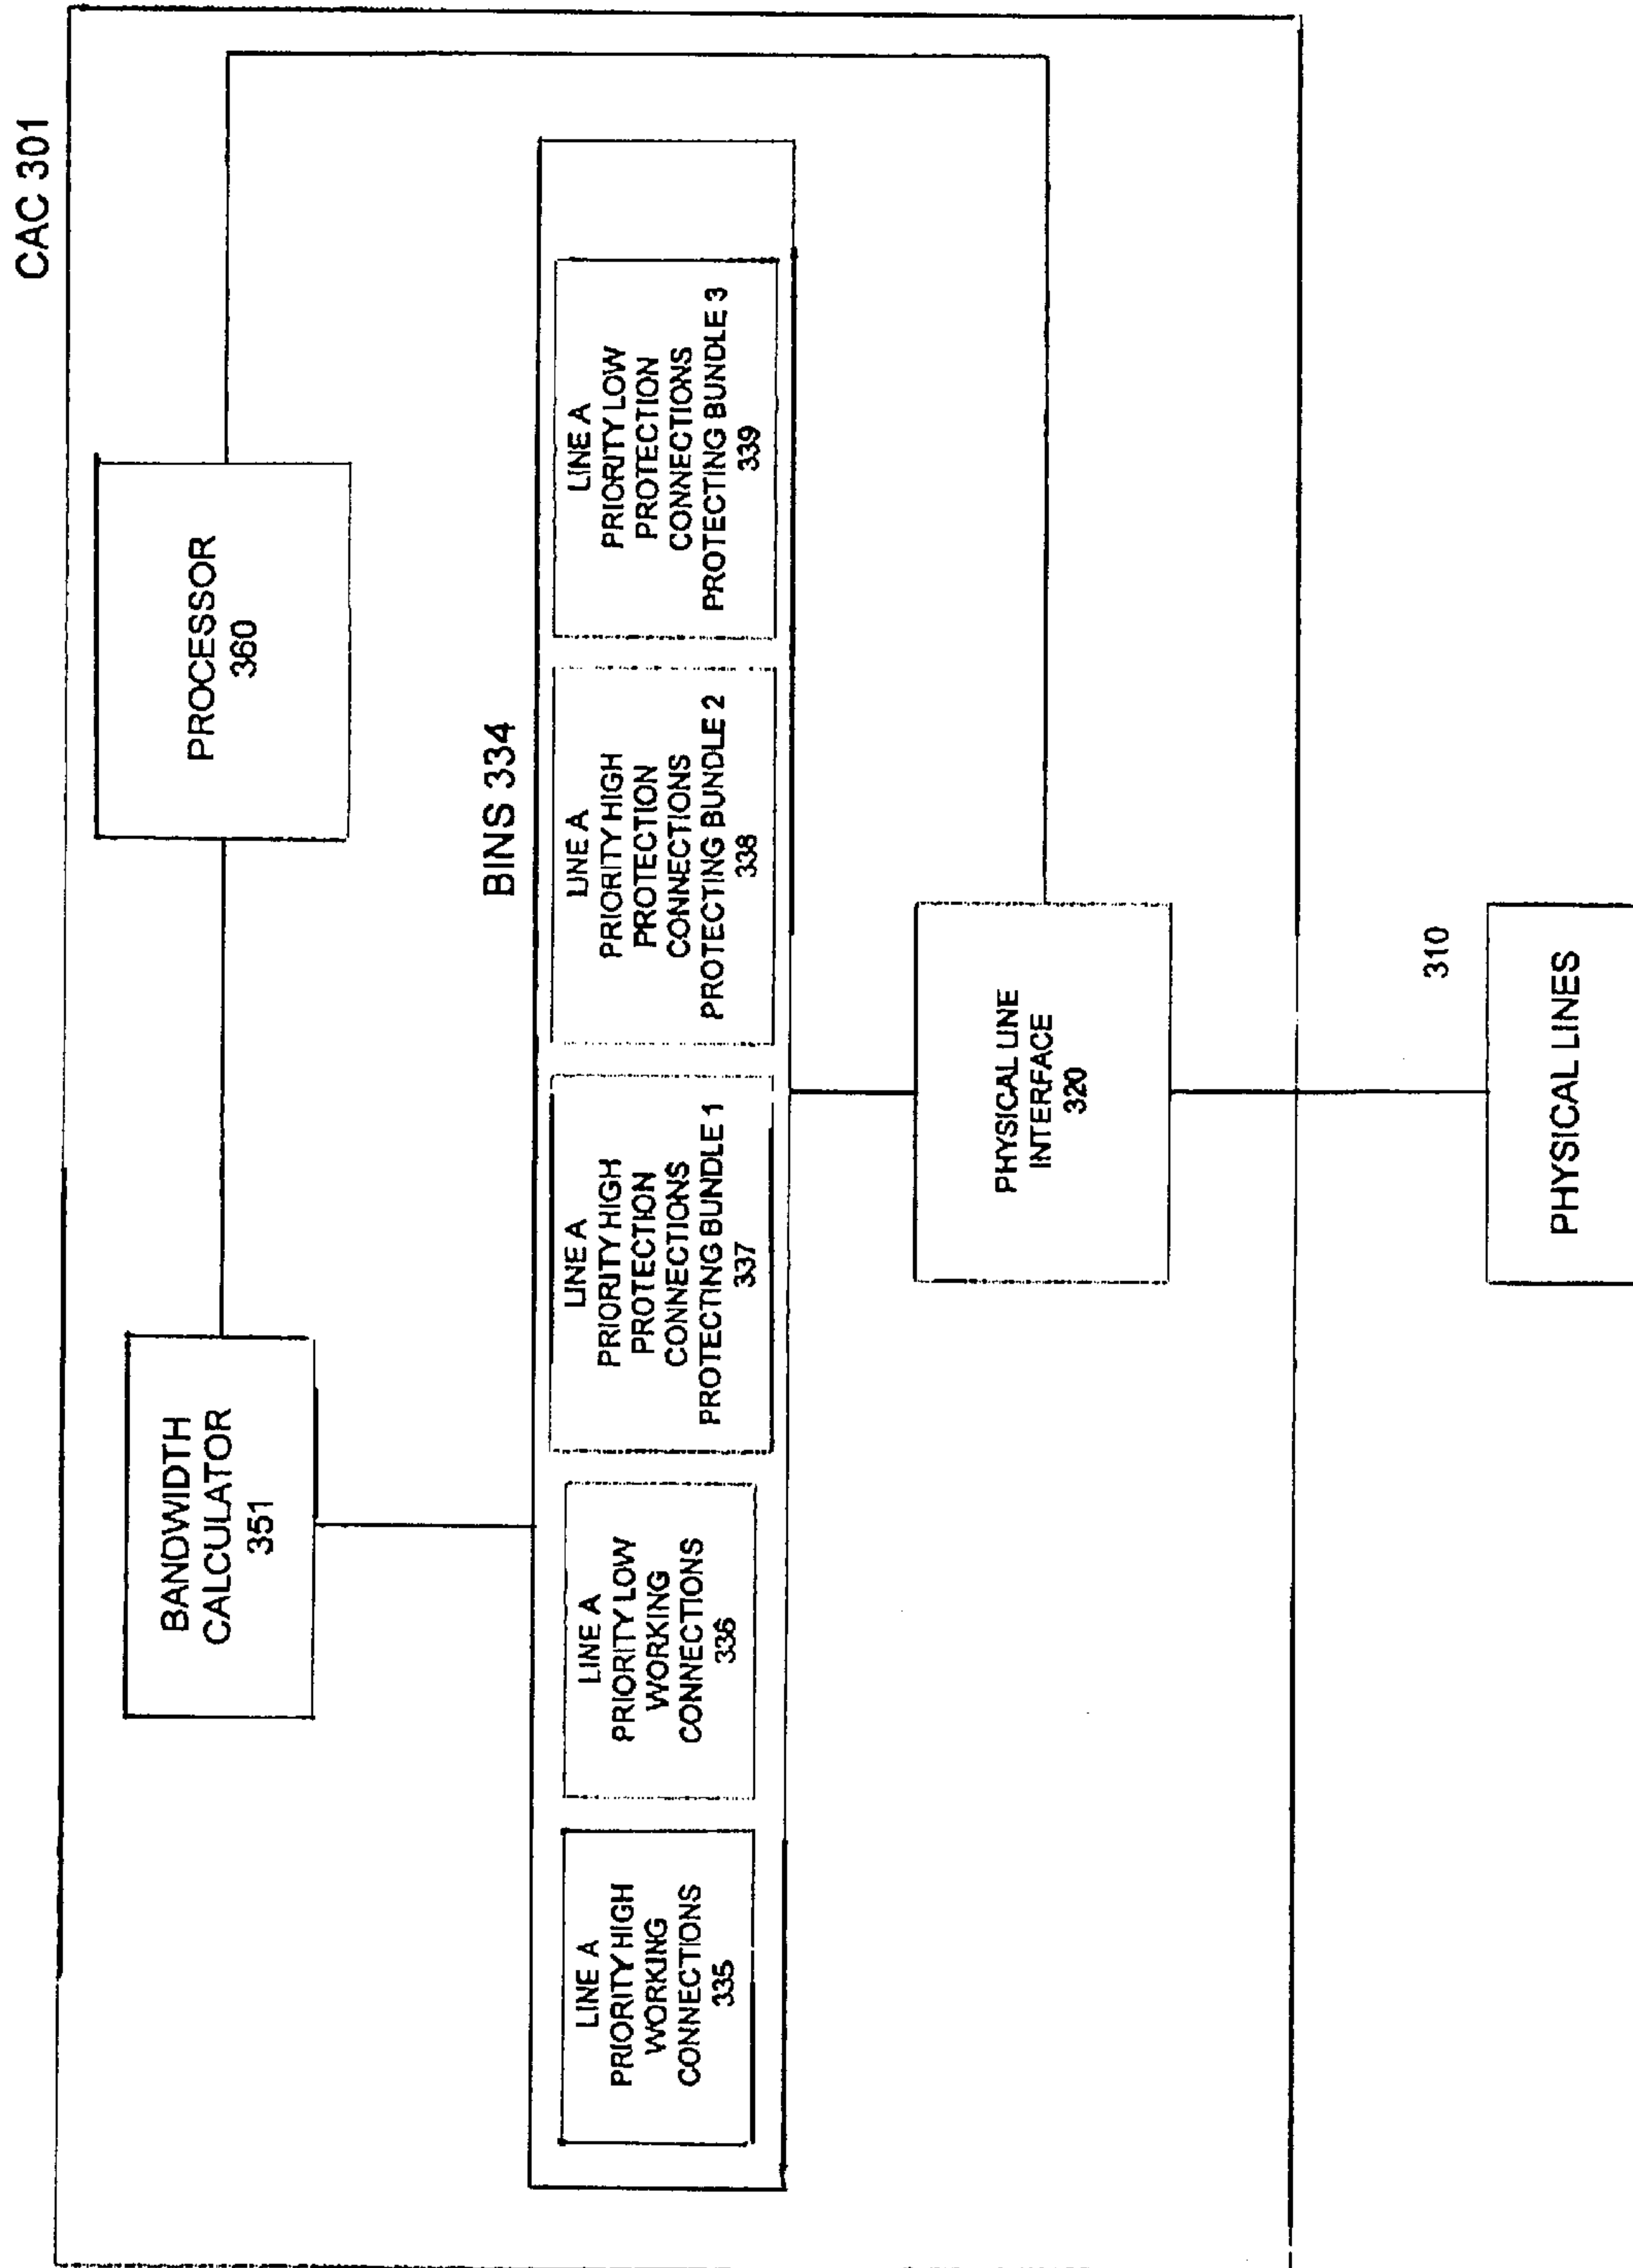 CAC 301
BANDWIDTH
CALCULATOR
351
PROCESSOR
360
BINS 334
LINE A
PRIORITY HIGH
WORKING
CONNECTIONS
335
LINE A
PRIORITY LOW
WORKING
CONNECTIONS
336
LINE A
PRIORITY HIGH
PROTECTION
CONNECTIONS
PROTECTING BUNDLE 1
337
LINE A
PRIORITY HIGH
PROTECTION
CONNECTIONS
PROTECTING BUNDLE 2
338
LINE A
PRIORITY LOW
PROTECTION
CONNECTIONS
PROTECTING BUNDLE 3
339
PHYSICAL LINE
INTERFACE
320
310
PHYSICAL LINES